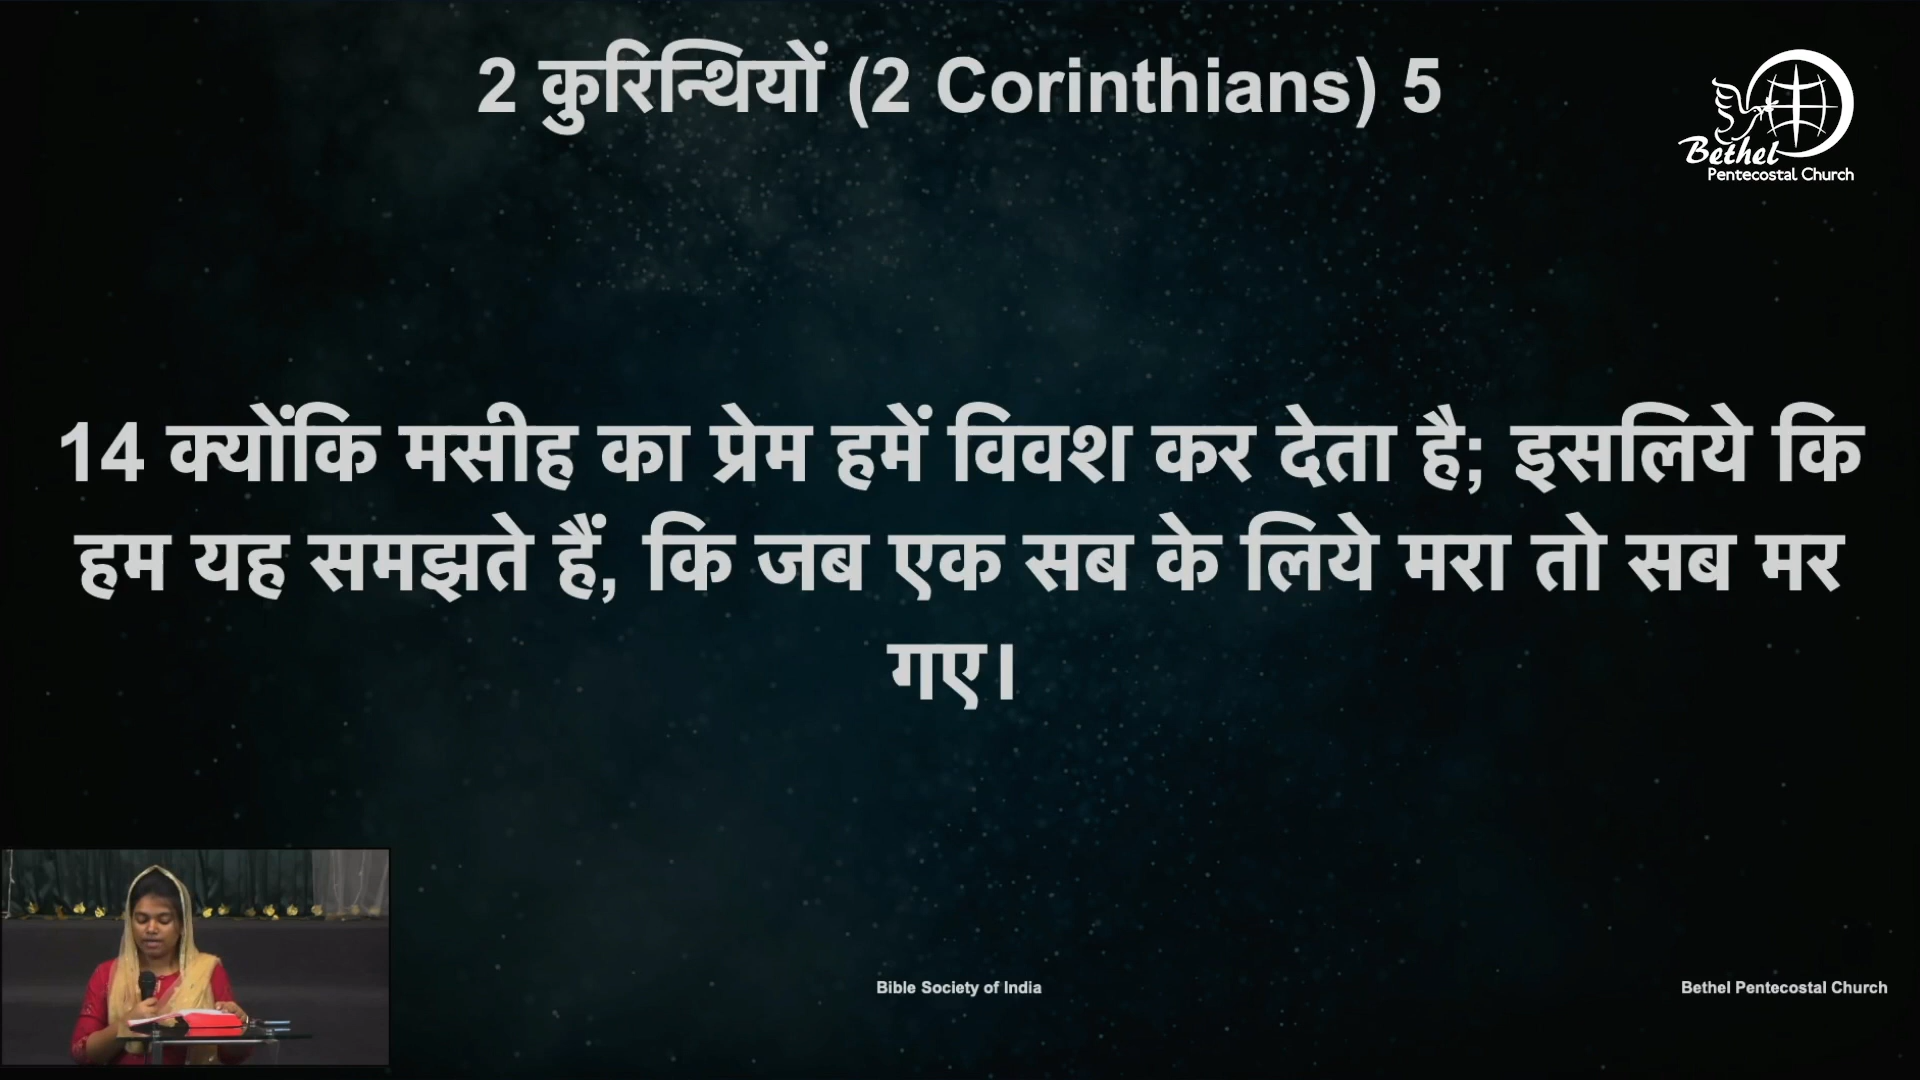 2 कुरिन्थियों (2 Corinthians) 5
Bethel
Pentecostal Church
14 क्योंकि मसीह का प्रेम हमें विवश कर देता है; इसलिये कि
हम यह समझते हैं, कि जब एक सब के लिये मरा तो सब मर
गए।
Bible Society of India
Bethel Pentecostal Church